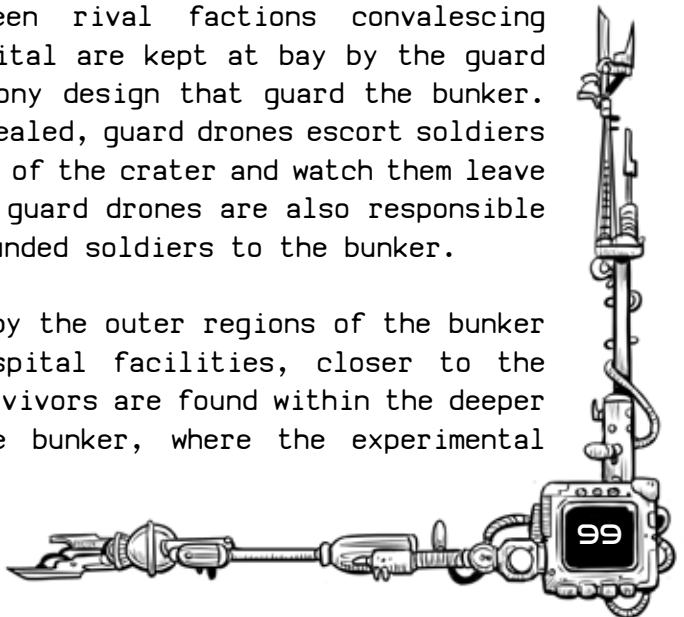 een rival factions convalescing
ital are kept at bay by the guard
ony design that guard the bunker.
ealed, guard drones escort soldiers
of the crater and watch them leave
guard drones are also responsible
unded soldiers to the bunker.
by the outer regions of the bunker
spital facilities, closer to the
vivors are found within the deeper
e bunker, where the experimental
99